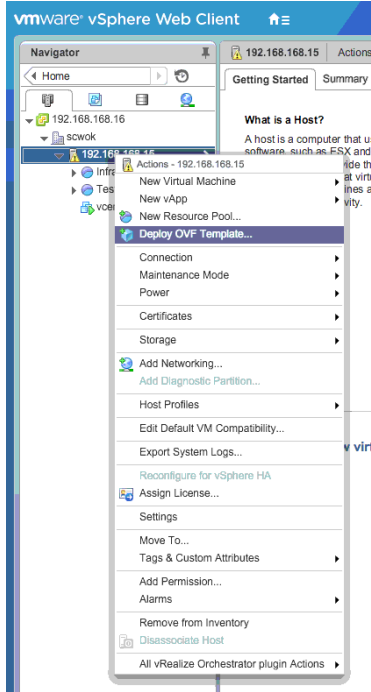 vmware® vSphere Web Client
Navigator
Home
192.168.168.16
scwok
192.168.168.15
vcen
192.168.168.15 Actions
Getting Started Summary
What is a Host?
A host is a computer that u
software, such as ESX and
Actions - 192.168.168.15
New Virtual Machine
New vApp
New Resource Pool...
Deploy OVF Template...
Connection
Maintenance Mode
Power
Certificates
Storage
Add Networking...
Add Diagnostic Partition...
Host Profiles
Edit Default VM Compatibility...
Export System Logs...
Reconfigure for vSphere HA
Assign License...
Settings
Move To...
Tags & Custom Attributes
Add Permission...
Alarms
Remove from Inventory
Disassociate Host
All vRealize Orchestrator plugin Actions